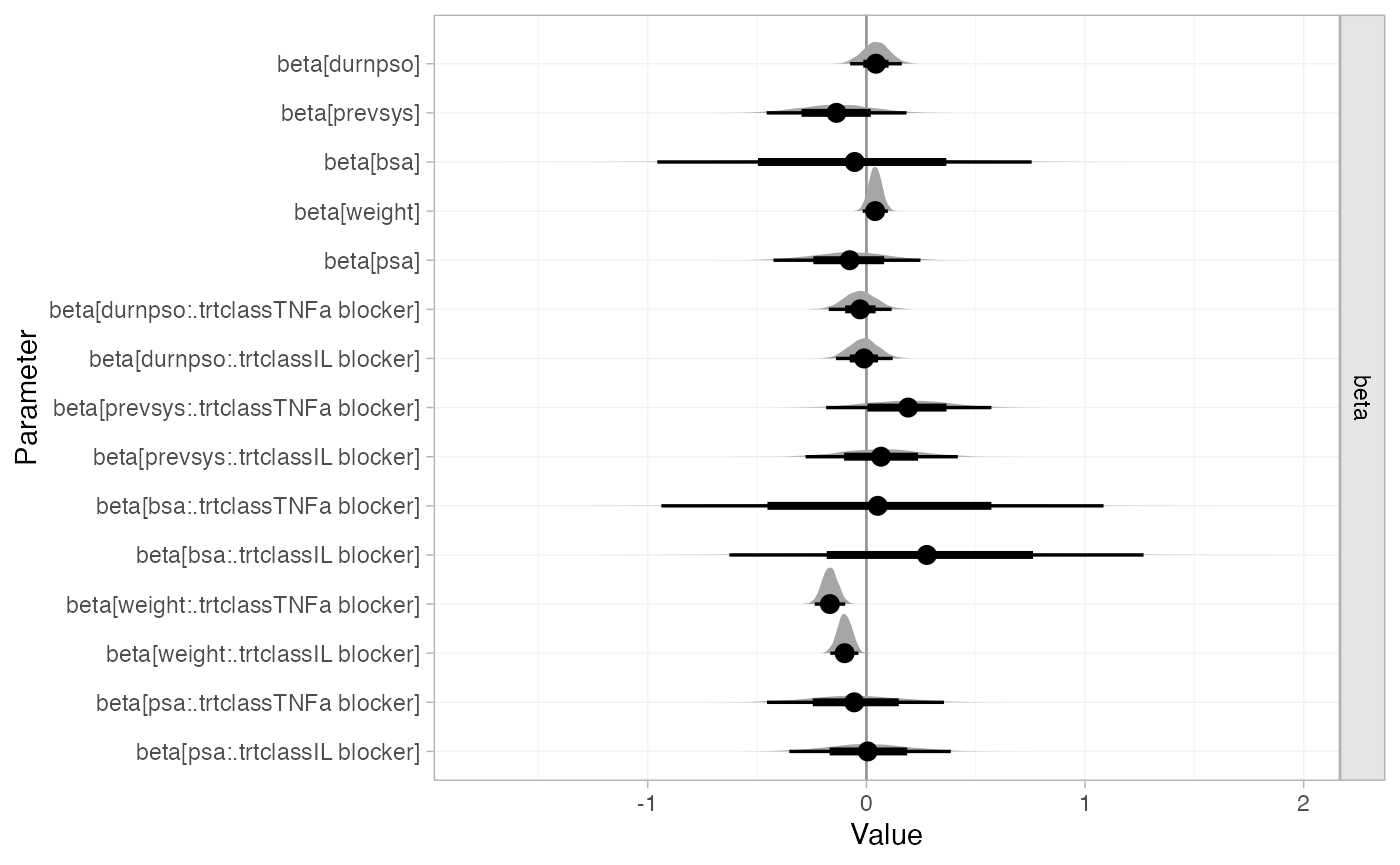 beta[durnpso]
beta[prevsys]
beta[bsa]
beta[weight]
beta[psa]
beta[durnpso:.trtclassTNFa blocker]
beta[durnpso:.trtclassIL blocker]
beta[prevsys:.trtclassTNFa blocker]
beta[prevsys:.trtclassIL blocker]
beta[bsa:.trtclassTNFa blocker]
beta[bsa:.trtclassIL blocker]
beta[weight:.trtclassTNFa blocker]
beta[weight:.trtclassIL blocker]
beta[psa:.trtclassTNFa blocker]
beta[psa:.trtclassIL blocker]
Parameter
beta
-1 0 1 2
Value